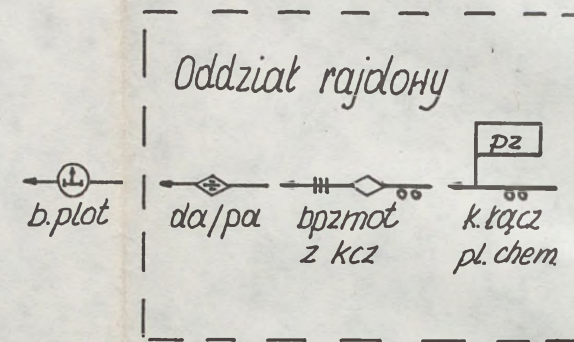 Oddział rajdowy
pz
b.plot
da/pa
bpzmot
z kcz
k.łącz
pl. chem